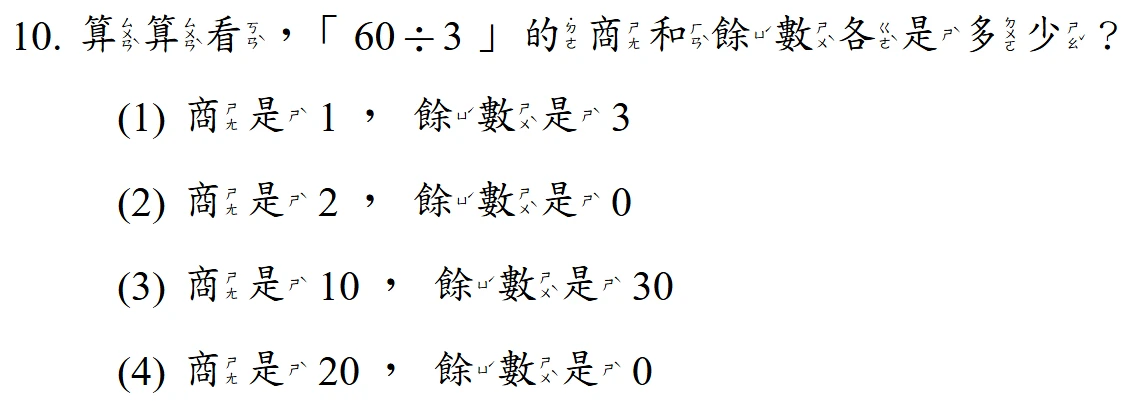 10. 算算看，「 60÷3 」的商和餘數各是多少？
(1) 商是 1 ， 餘數是 3
(2) 商是 2 ， 餘數是 0
(3) 商是 10 ， 餘數是 30
(4) 商是 20 ， 餘數是 0